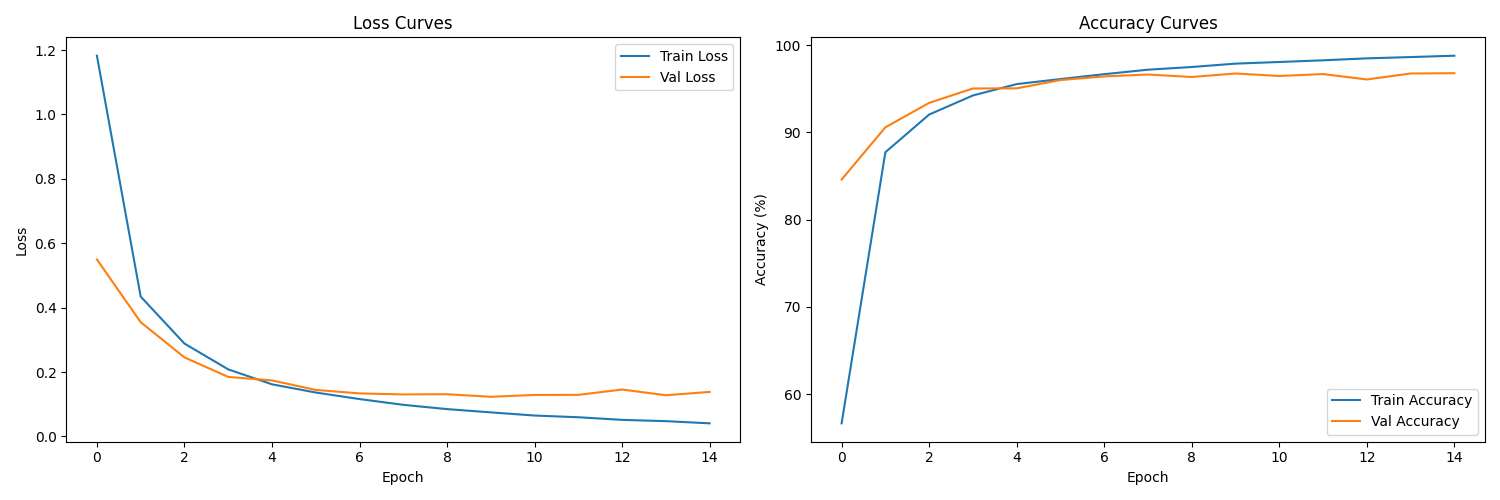 Loss Curves
1.2
1.0
0.8
0.6
0.4
0.2
0.0
Loss
0 2 4 6 8 10 12 14
Epoch
Train Loss
Val Loss
Accuracy Curves
100
90
80
70
60
Accuracy (%)
0 2 4 6 8 10 12 14
Epoch
Train Accuracy
Val Accuracy